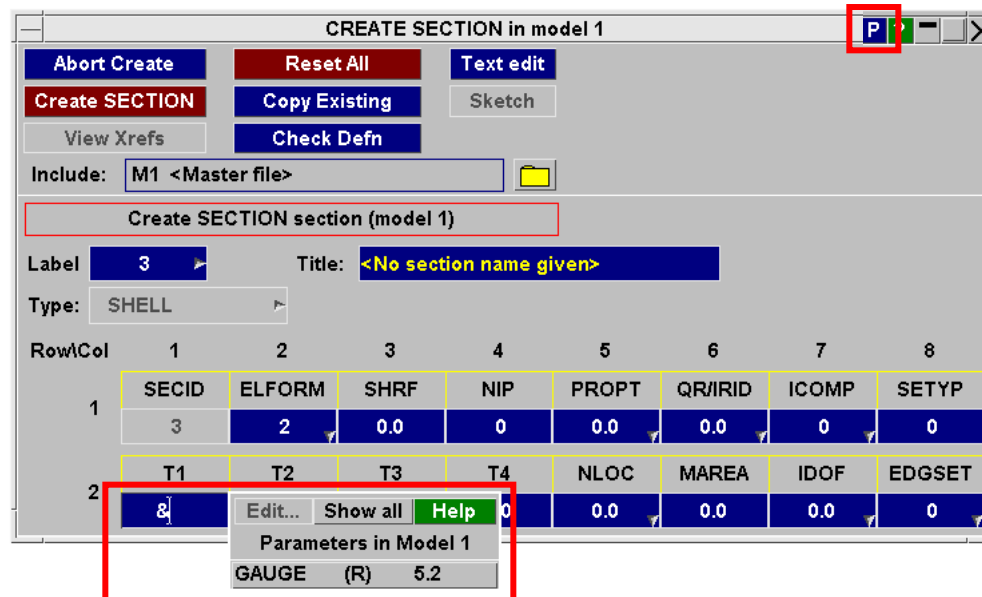 CREATE SECTION in model 1 P ?
Abort Create Reset All Text edit
Create SECTION Copy Existing Sketch
View Xrefs Check Defn
Include: M1 <Master file>
Create SECTION section (model 1)
Label 3 Title: <No section name given>
Type: SHELL
Row\Col 1 2 3 4 5 6 7 8
SECID ELFORM SHRF NIP PROPT QR/IRID ICOMP SETYP
1
3 2 0.0 0 0.0 0.0 0 0
T1 T2 T3 T4 NLOC MAREA IDOF EDGSET
2
& 0 0.0 0.0 0.0 0
Edit... Show all Help
Parameters in Model 1
GAUGE (R) 5.2